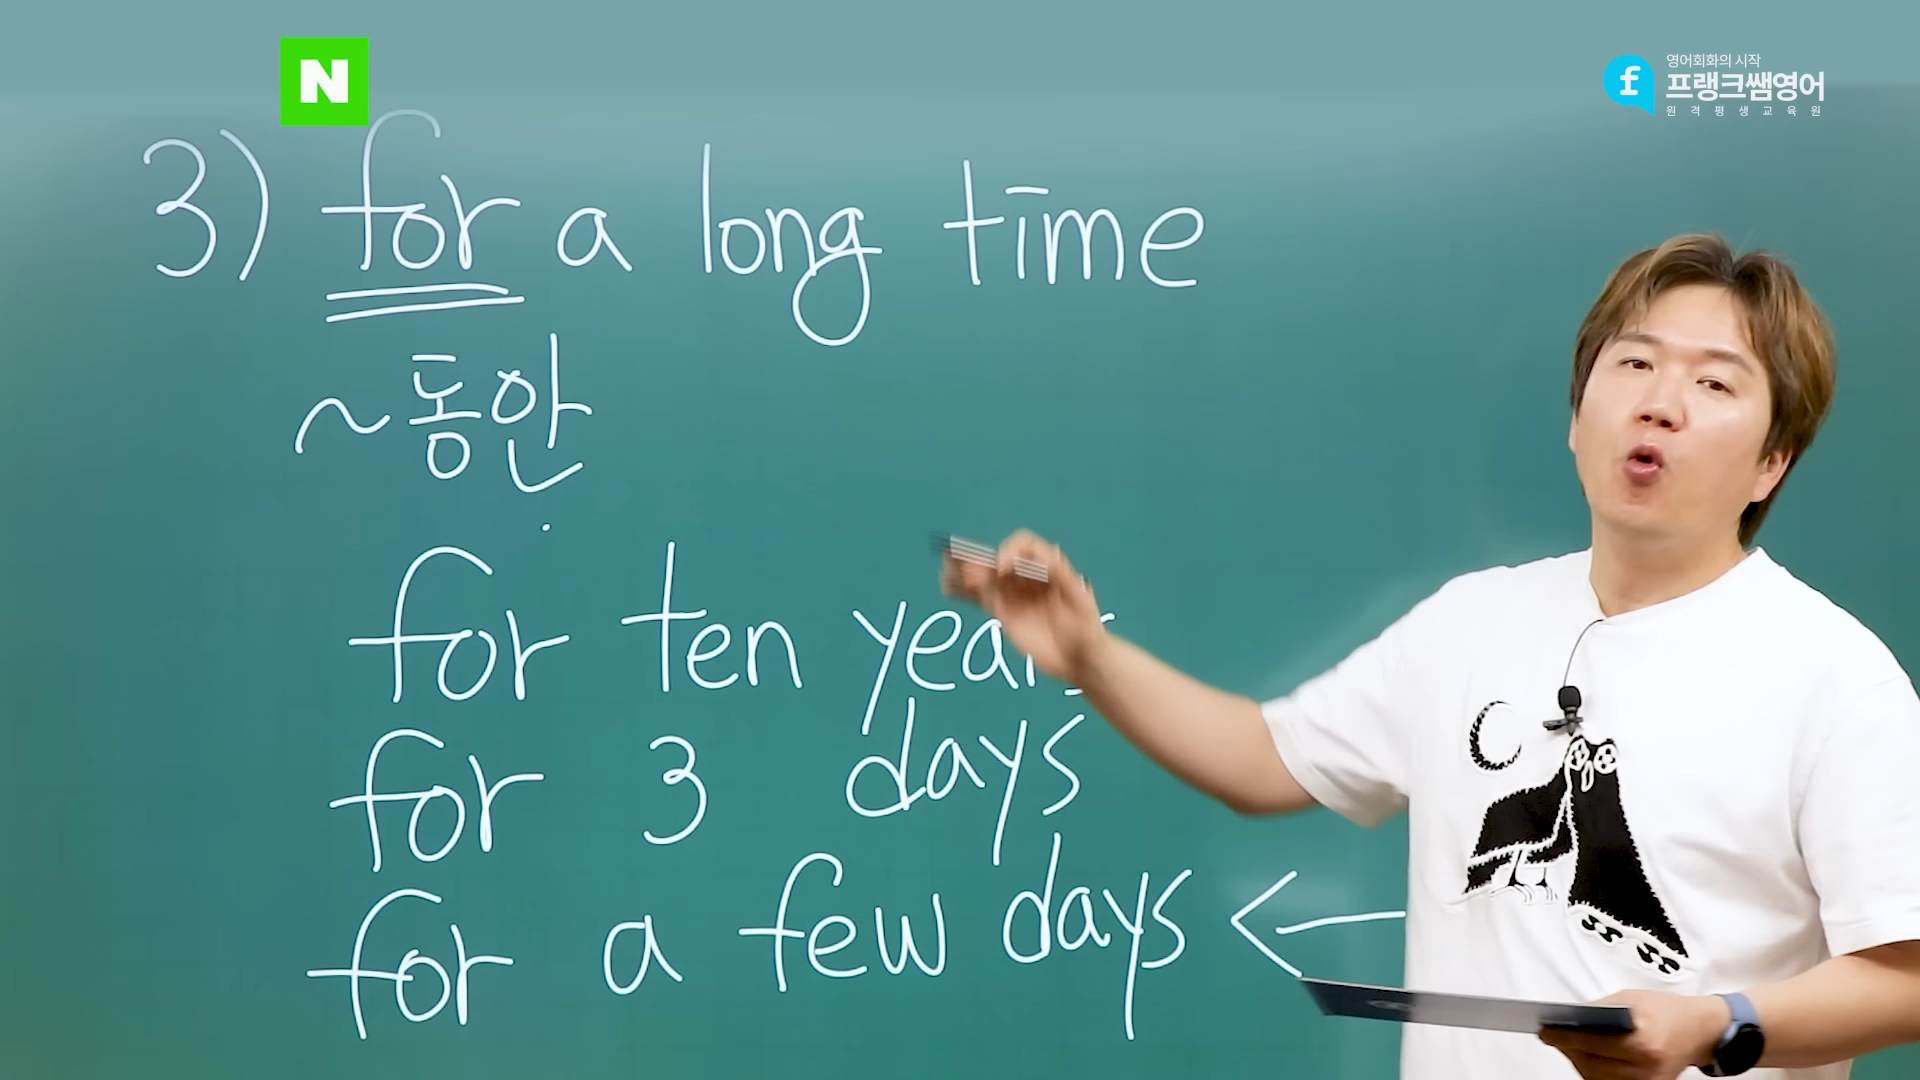 N
영어회화의 시작
프랭크쌤영어
원격평생교육원
3) for a long time
~동안
for ten years
for 3 days
for a few days ←